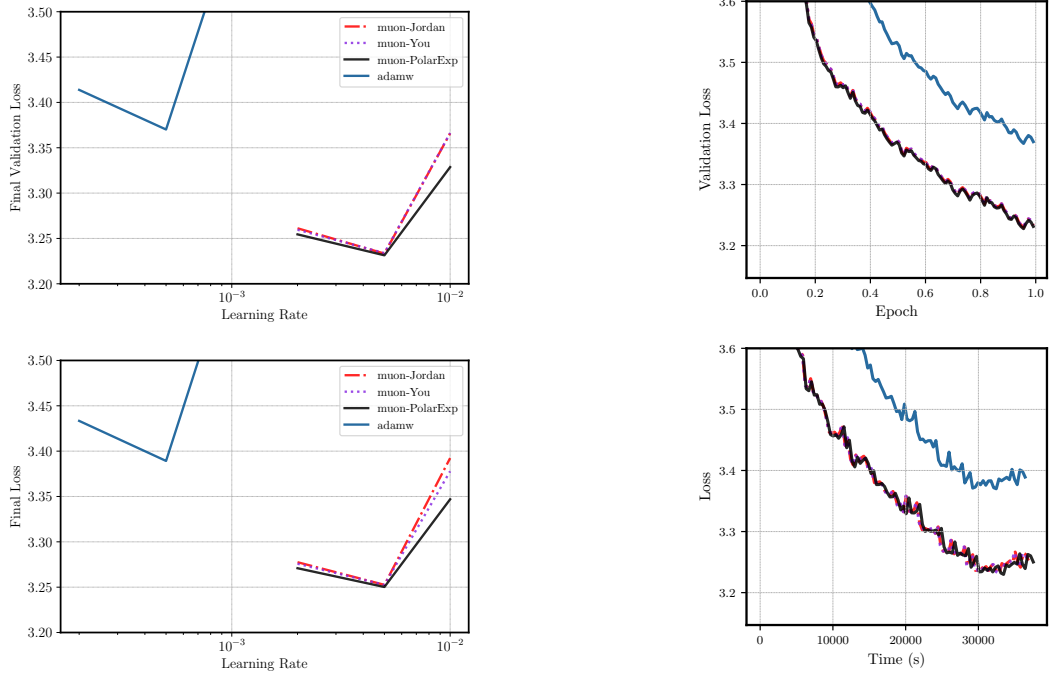 3.50
3.45
3.40
3.35
3.30
3.25
3.20
Final Validation Loss
10⁻³
10⁻²
Learning Rate
muon-Jordan
muon-You
muon-PolarExp
adamw
3.6
3.5
3.4
3.3
3.2
Validation Loss
0.0 0.2 0.4 0.6 0.8 1.0
Epoch
3.50
3.45
3.40
3.35
3.30
3.25
3.20
Final Loss
10⁻³
10⁻²
Learning Rate
muon-Jordan
muon-You
muon-PolarExp
adamw
3.6
3.5
3.4
3.3
3.2
Loss
0 10000 20000 30000
Time (s)